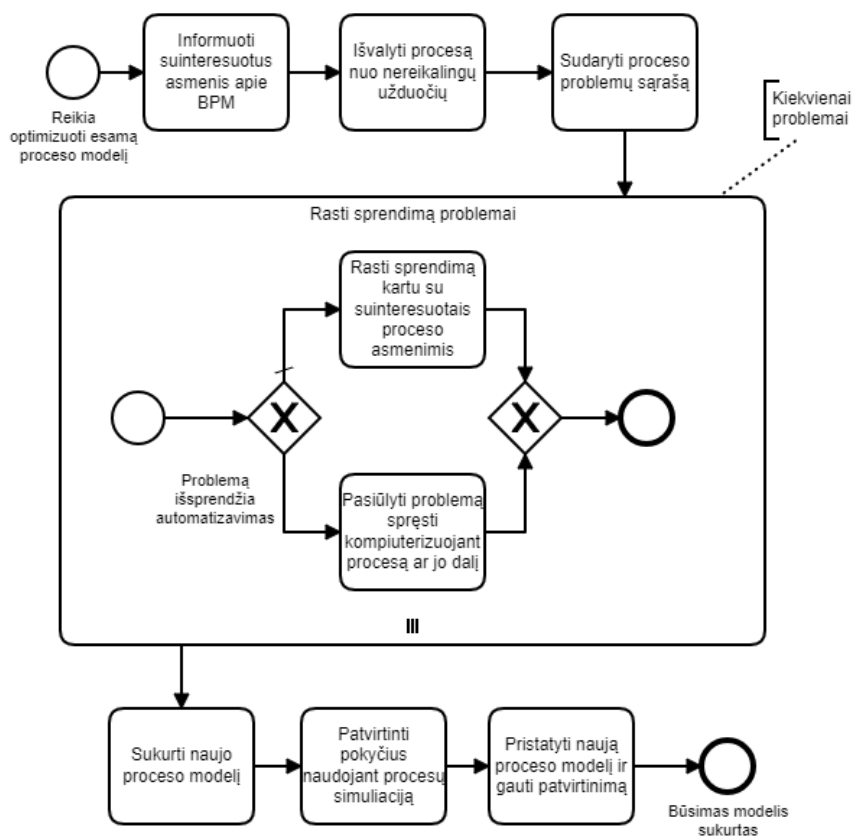 Informuoti
suinteresuotus
asmenis apie
BPM
Išvalyti procesą
nuo nereikalingų
užduočių
Sudaryti proceso
problemų sąrašą
Kiekvienai
problemai
Reikia
optimizuoti esamą
proceso modelį
Rasti sprendimą problemai
Rasti sprendimą
kartu su
suinteresuotais
proceso
asmenimis
Problemą
išsprendžia
automatizavimas
Pasiūlyti problemą
spręsti
kompiuterizuojant
procesą ar jo dalį
Sukurti naujo
proceso modelį
Patvirtinti
pokyčius
naudojant procesų
simuliaciją
Pristatyti naują
proceso modelį ir
gauti patvirtinimą
Būsimas modelis
sukurtas